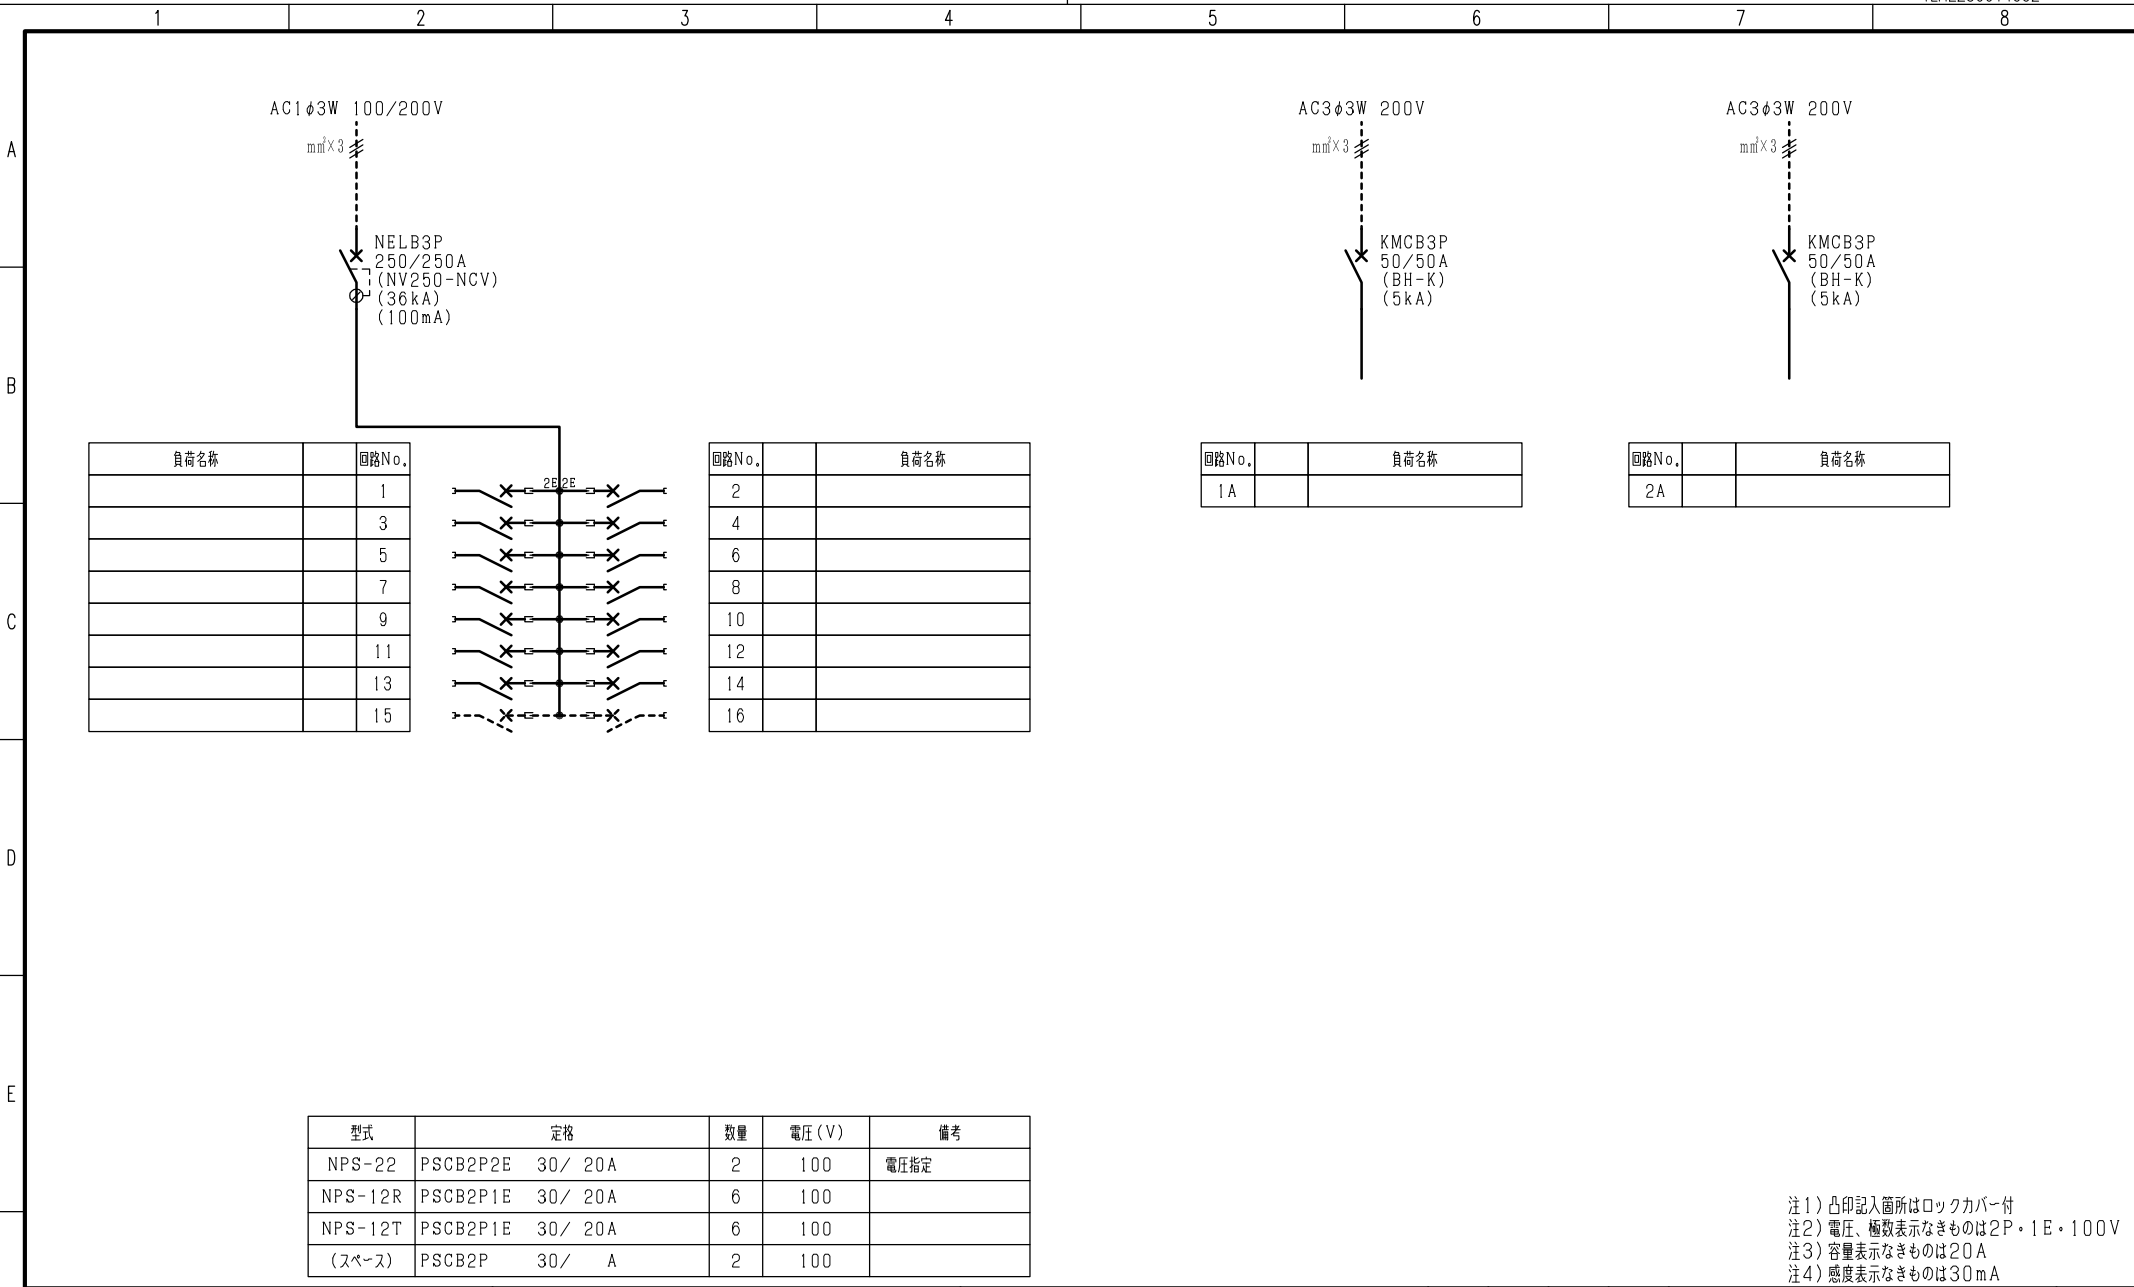 1 2 3 4 5 6 7 8
A
B
C
D
E
AC1φ3W 100/200V
mm²×3
NELB3P
250/250A
(NV250-NCV)
(36kA)
(100mA)
AC3φ3W 200V
mm²×3
KMCB3P
50/50A
(BH-K)
(5kA)
AC3φ3W 200V
mm²×3
KMCB3P
50/50A
(BH-K)
(5kA)
負荷名称 回路No. 回路No. 負荷名称
1 2E 2E 2
3 4
5 6
7 8
9 10
11 12
13 14
15 16
回路No. 負荷名称
1A
回路No. 負荷名称
2A
型式 定格 数量 電圧(V) 備考
NPS-22 PSCB2P2E 30/ 20A 2 100 電圧指定
NPS-12R PSCB2P1E 30/ 20A 6 100
NPS-12T PSCB2P1E 30/ 20A 6 100
(スペース) PSCB2P 30/ A 2 100
注1)凸印記入箇所はロックカバー付
注2)電圧、極数表示なきものは2P・1E・100V
注3)容量表示なきものは20A
注4)感度表示なきものは30mA